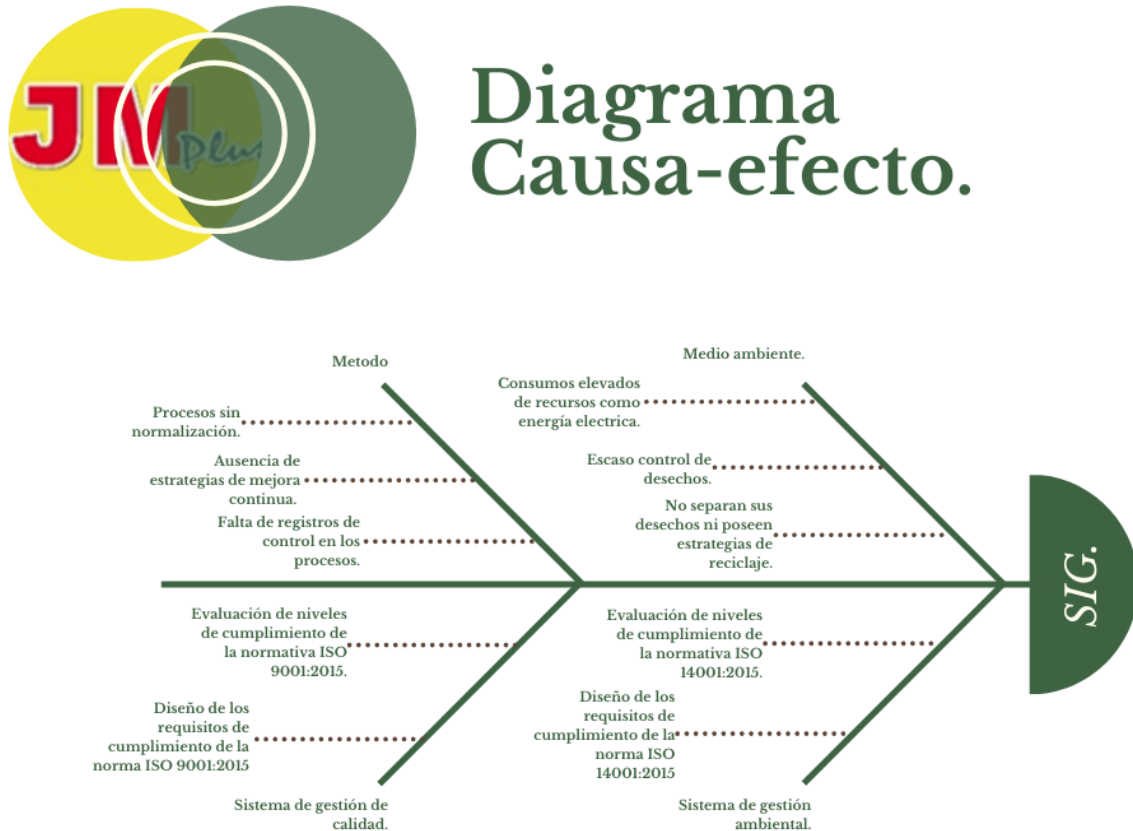 JM Plus
Diagrama
Causa-efecto.
Metodo
Procesos sin
normalización.
Ausencia de
estrategias de mejora
continua.
Falta de registros de
control en los
procesos.
Medio ambiente.
Consumos elevados
de recursos como
energía electrica.
Escaso control de
desechos.
No separan sus
desechos ni poseen
estrategias de
reciclaje.
SIG.
Evaluación de niveles
de cumplimiento de
la normativa ISO
9001:2015.
Diseño de los
requisitos de
cumplimiento de la
norma ISO 9001:2015
Sistema de gestión de
calidad.
Evaluación de niveles
de cumplimiento de
la normativa ISO
14001:2015.
Diseño de los
requisitos de
cumplimiento de la
norma ISO
14001:2015
Sistema de gestión
ambiental.